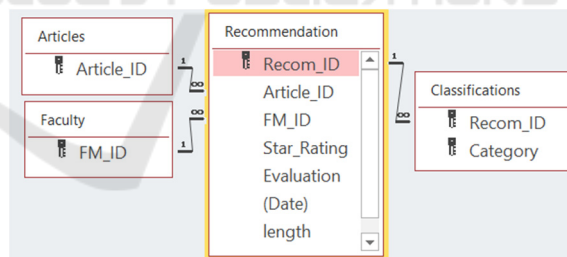 Articles
Article_ID
Faculty
FM_ID
1
∞
∞
1
Recommendation
Recom_ID
Article_ID
FM_ID
Star_Rating
Evaluation
(Date)
length
1
∞
Classifications
Recom_ID
Category